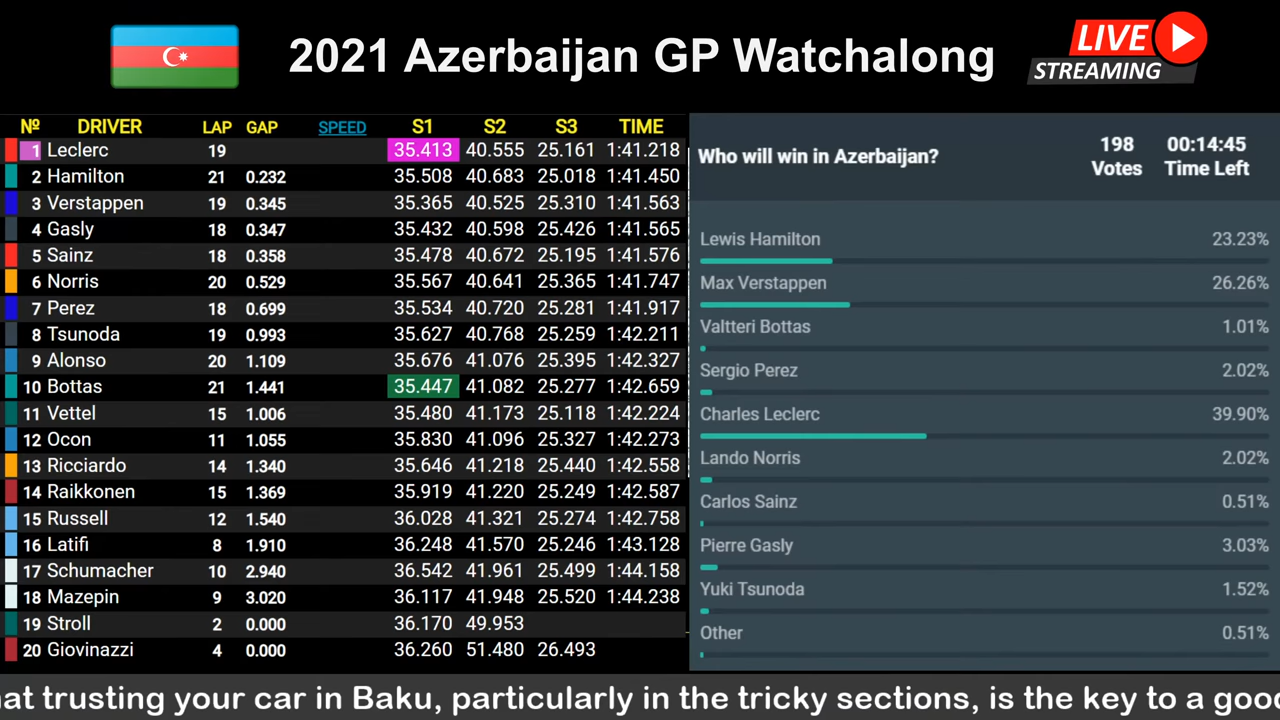 2021 Azerbaijan GP Watchalong
LIVE
STREAMING
Nº DRIVER LAP GAP SPEED S1 S2 S3 TIME
1 Leclerc 19 35.413 40.555 25.161 1:41.218
2 Hamilton 21 0.232 35.508 40.683 25.018 1:41.450
3 Verstappen 19 0.345 35.365 40.525 25.310 1:41.563
4 Gasly 18 0.347 35.432 40.598 25.426 1:41.565
5 Sainz 18 0.358 35.478 40.672 25.195 1:41.576
6 Norris 20 0.529 35.567 40.641 25.365 1:41.747
7 Perez 18 0.699 35.534 40.720 25.281 1:41.917
8 Tsunoda 19 0.993 35.627 40.768 25.259 1:42.211
9 Alonso 20 1.109 35.676 41.076 25.395 1:42.327
10 Bottas 21 1.441 35.447 41.082 25.277 1:42.659
11 Vettel 15 1.006 35.480 41.173 25.118 1:42.224
12 Ocon 11 1.055 35.830 41.096 25.327 1:42.273
13 Ricciardo 14 1.340 35.646 41.218 25.440 1:42.558
14 Raikkonen 15 1.369 35.919 41.220 25.249 1:42.587
15 Russell 12 1.540 36.028 41.321 25.274 1:42.758
16 Latifi 8 1.910 36.248 41.570 25.246 1:43.128
17 Schumacher 10 2.940 36.542 41.961 25.499 1:44.158
18 Mazepin 9 3.020 36.117 41.948 25.520 1:44.238
19 Stroll 2 0.000 36.170 49.953
20 Giovinazzi 4 0.000 36.260 51.480 26.493
Who will win in Azerbaijan?
198 00:14:45
Votes Time Left
Lewis Hamilton 23.23%
Max Verstappen 26.26%
Valtteri Bottas 1.01%
Sergio Perez 2.02%
Charles Leclerc 39.90%
Lando Norris 2.02%
Carlos Sainz 0.51%
Pierre Gasly 3.03%
Yuki Tsunoda 1.52%
Other 0.51%
at trusting your car in Baku, particularly in the tricky sections, is the key to a good